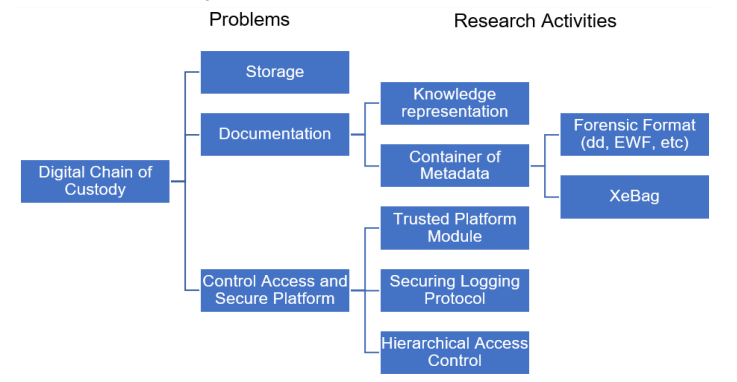 Problems
Research Activities
Storage
Knowledge
representation
Documentation
Forensic Format
(dd, EWF, etc)
Container of
Metadata
Digital Chain of
Custody
XeBag
Trusted Platform
Module
Control Access and
Secure Platform
Securing Logging
Protocol
Hierarchical Access
Control